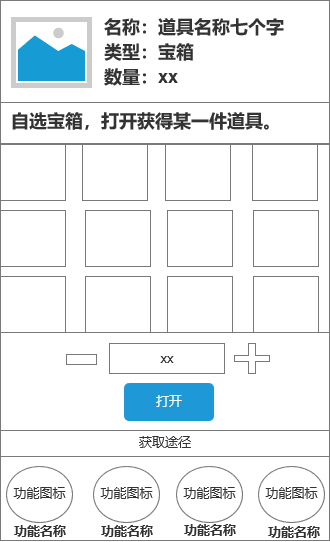 名称：道具名称七个字
类型：宝箱
数量：xx
自选宝箱，打开获得某一件道具。
xx
打开
获取途径
功能图标 功能图标 功能图标 功能图标
功能名称 功能名称 功能名称 功能名称